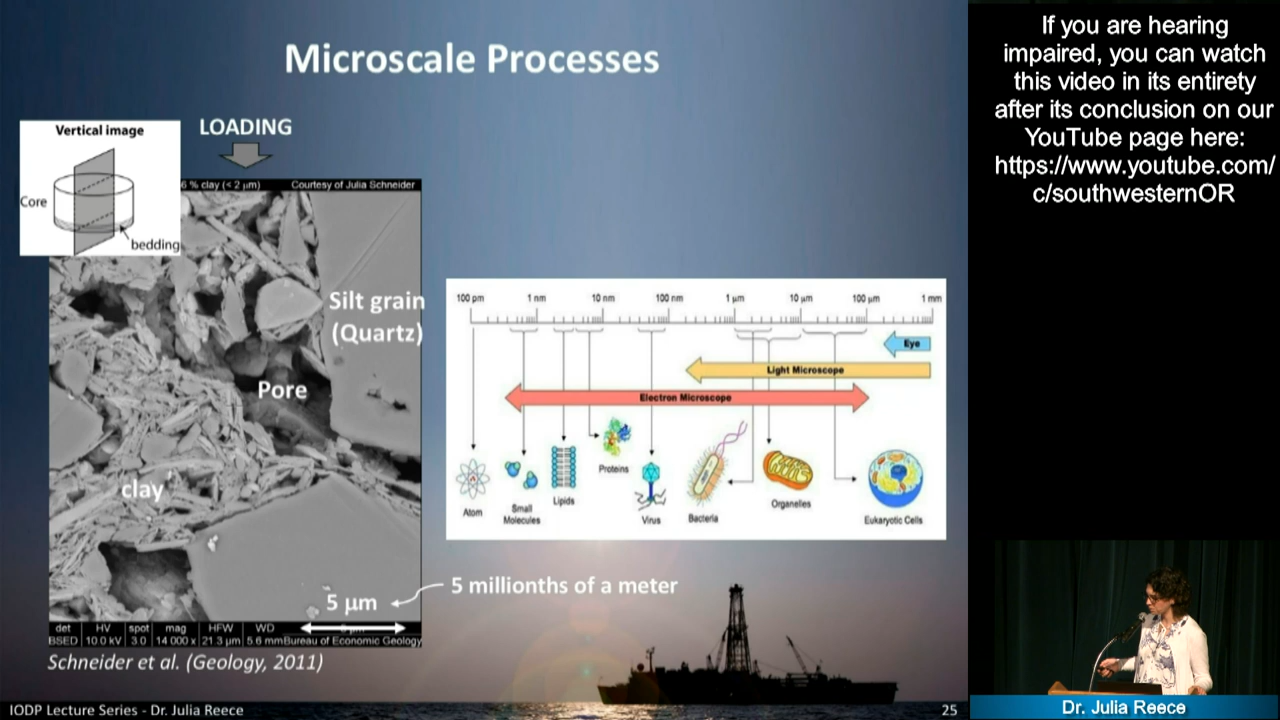 Microscale Processes
LOADING
Vertical image
Core
bedding
6 % clay (< 2 μm) Courtesy of Julia Schneider
Silt grain
(Quartz)
Pore
clay
5 μm
5 millionths of a meter
det HV spot mag HFW WD
BSED 10.0 kV 3.0 14 000 x 21.3 μm 5.6 mm Bureau of Economic Geology
Schneider et al. (Geology, 2011)
100 pm 1 nm 10 nm 100 nm 1 μm 10 μm 100 μm 1 mm
Eye
Light Microscope
Electron Microscope
Atom
Small
Molecules
Lipids
Proteins
Virus
Bacteria
Organelles
Eukaryotic Cells
IODP Lecture Series - Dr. Julia Reece
25
If you are hearing
impaired, you can watch
this video in its entirety
after its conclusion on our
YouTube page here:
https://www.youtube.com/
c/southwesternOR
Dr. Julia Reece